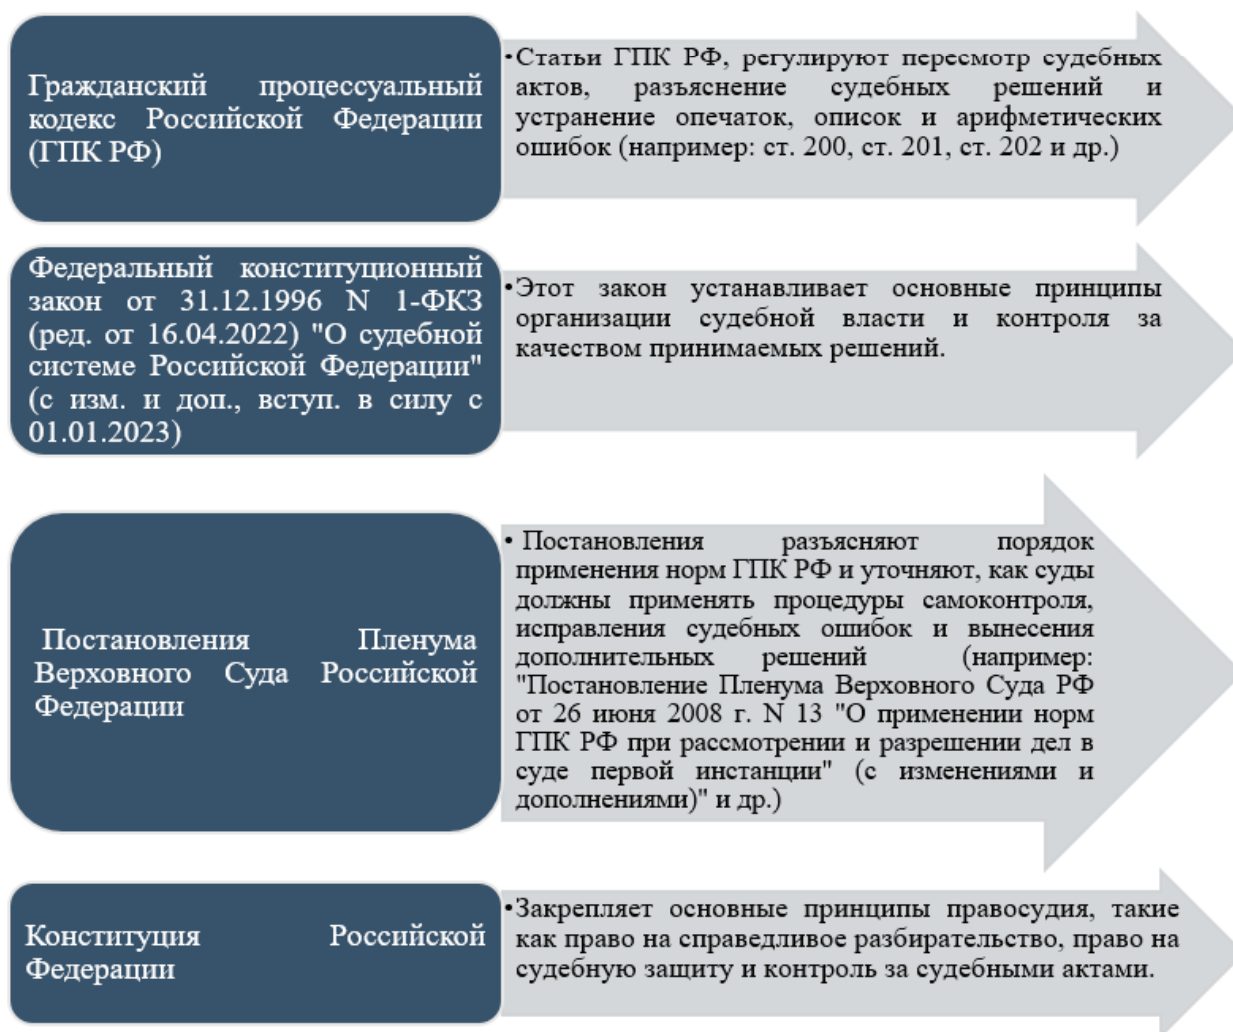 Гражданский процессуальный
кодекс Российской Федерации
(ГПК РФ)
•Статьи ГПК РФ, регулируют пересмотр судебных
актов, разъяснение судебных решений и
устранение опечаток, описок и арифметических
ошибок (например: ст. 200, ст. 201, ст. 202 и др.)
Федеральный конституционный
закон от 31.12.1996 N 1-ФКЗ
(ред. от 16.04.2022) "О судебной
системе Российской Федерации"
(с изм. и доп., вступ. в силу с
01.01.2023)
•Этот закон устанавливает основные принципы
организации судебной власти и контроля за
качеством принимаемых решений.
Постановления Пленума
Верховного Суда Российской
Федерации
• Постановления разъясняют порядок
применения норм ГПК РФ и уточняют, как суды
должны применять процедуры самоконтроля,
исправления судебных ошибок и вынесения
дополнительных решений (например:
"Постановление Пленума Верховного Суда РФ
от 26 июня 2008 г. N 13 "О применении норм
ГПК РФ при рассмотрении и разрешении дел в
суде первой инстанции" (с изменениями и
дополнениями)" и др.)
Конституция Российской
Федерации
•Закрепляет основные принципы правосудия, такие
как право на справедливое разбирательство, право на
судебную защиту и контроль за судебными актами.